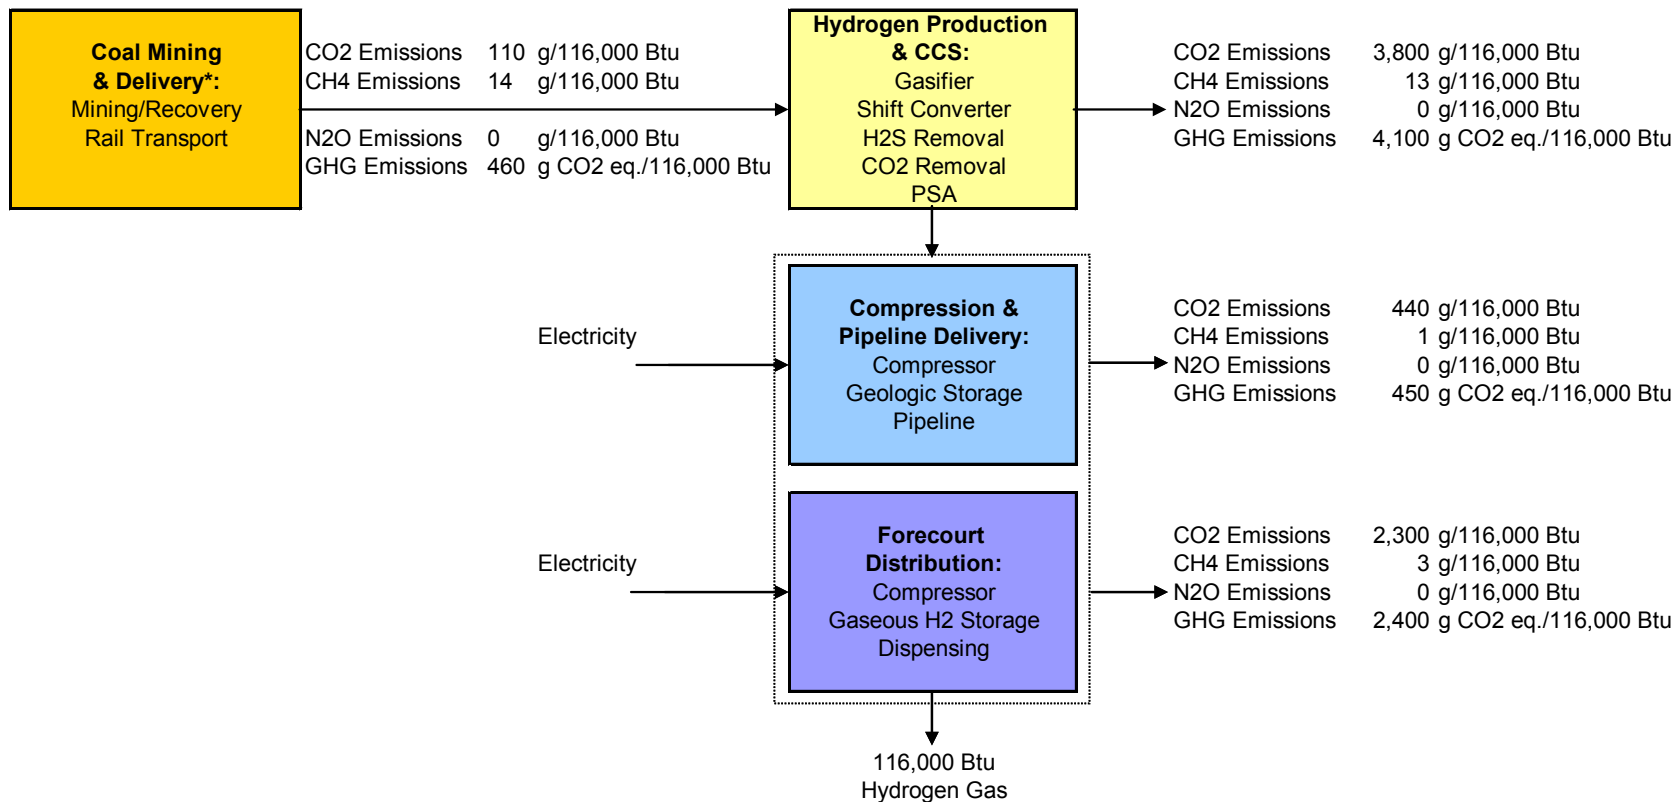 Coal Mining
& Delivery*:
Mining/Recovery
Rail Transport
CO2 Emissions 110 g/116,000 Btu
CH4 Emissions 14 g/116,000 Btu
N2O Emissions 0 g/116,000 Btu
GHG Emissions 460 g CO2 eq./116,000 Btu
Hydrogen Production
& CCS:
Gasifier
Shift Converter
H2S Removal
CO2 Removal
PSA
CO2 Emissions 3,800 g/116,000 Btu
CH4 Emissions 13 g/116,000 Btu
N2O Emissions 0 g/116,000 Btu
GHG Emissions 4,100 g CO2 eq./116,000 Btu
Electricity
Compression &
Pipeline Delivery:
Compressor
Geologic Storage
Pipeline
CO2 Emissions 440 g/116,000 Btu
CH4 Emissions 1 g/116,000 Btu
N2O Emissions 0 g/116,000 Btu
GHG Emissions 450 g CO2 eq./116,000 Btu
Electricity
Forecourt
Distribution:
Compressor
Gaseous H2 Storage
Dispensing
CO2 Emissions 2,300 g/116,000 Btu
CH4 Emissions 3 g/116,000 Btu
N2O Emissions 0 g/116,000 Btu
GHG Emissions 2,400 g CO2 eq./116,000 Btu
116,000 Btu
Hydrogen Gas